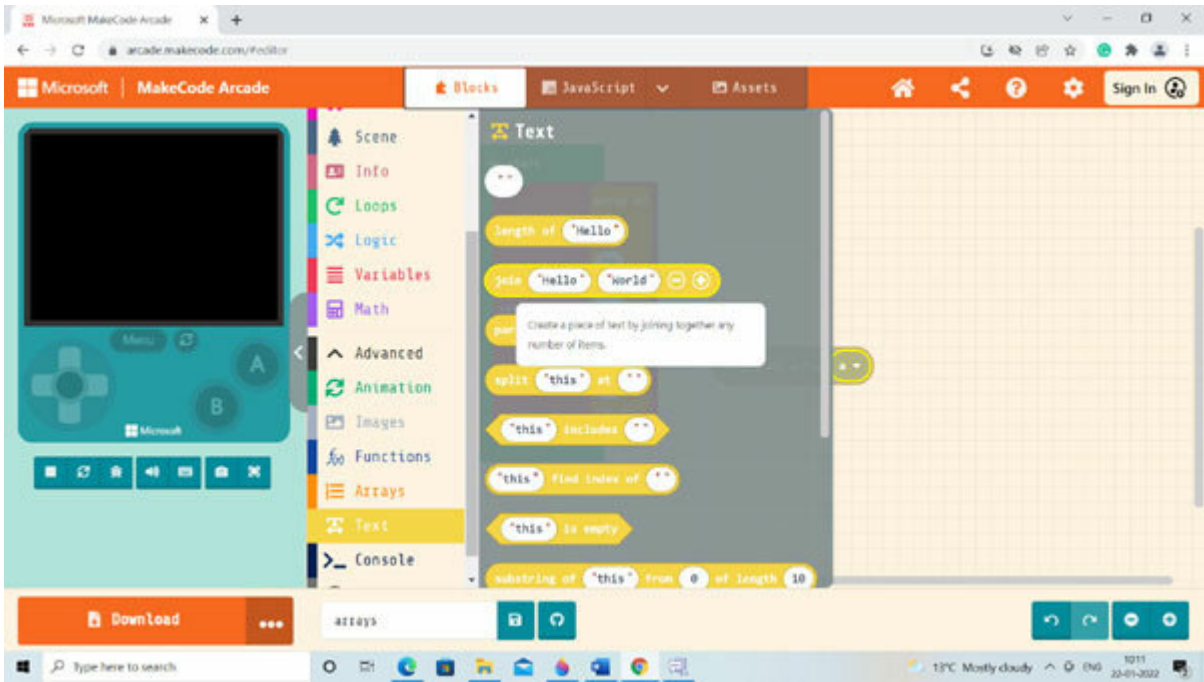 Microsoft MakeCode Arcade
arcade.makecode.com/#editor
Microsoft | MakeCode Arcade
Blocks
JavaScript
Assets
Sign In
Scene
Info
Loops
Logic
Variables
Math
Advanced
Animation
Images
Functions
Arrays
Text
Console
Menu
A
B
Microsoft
Text
" "
length of "Hello"
join "Hello" "World"
Create a piece of text by joining together any
number of items.
split "this" at " "
"this" includes " "
"this" find index of " "
"this" is empty
substring of "this" from 0 of length 10
a
Download
arrays
Type here to search
13°C Mostly cloudy
ENG
1011
22-01-2022